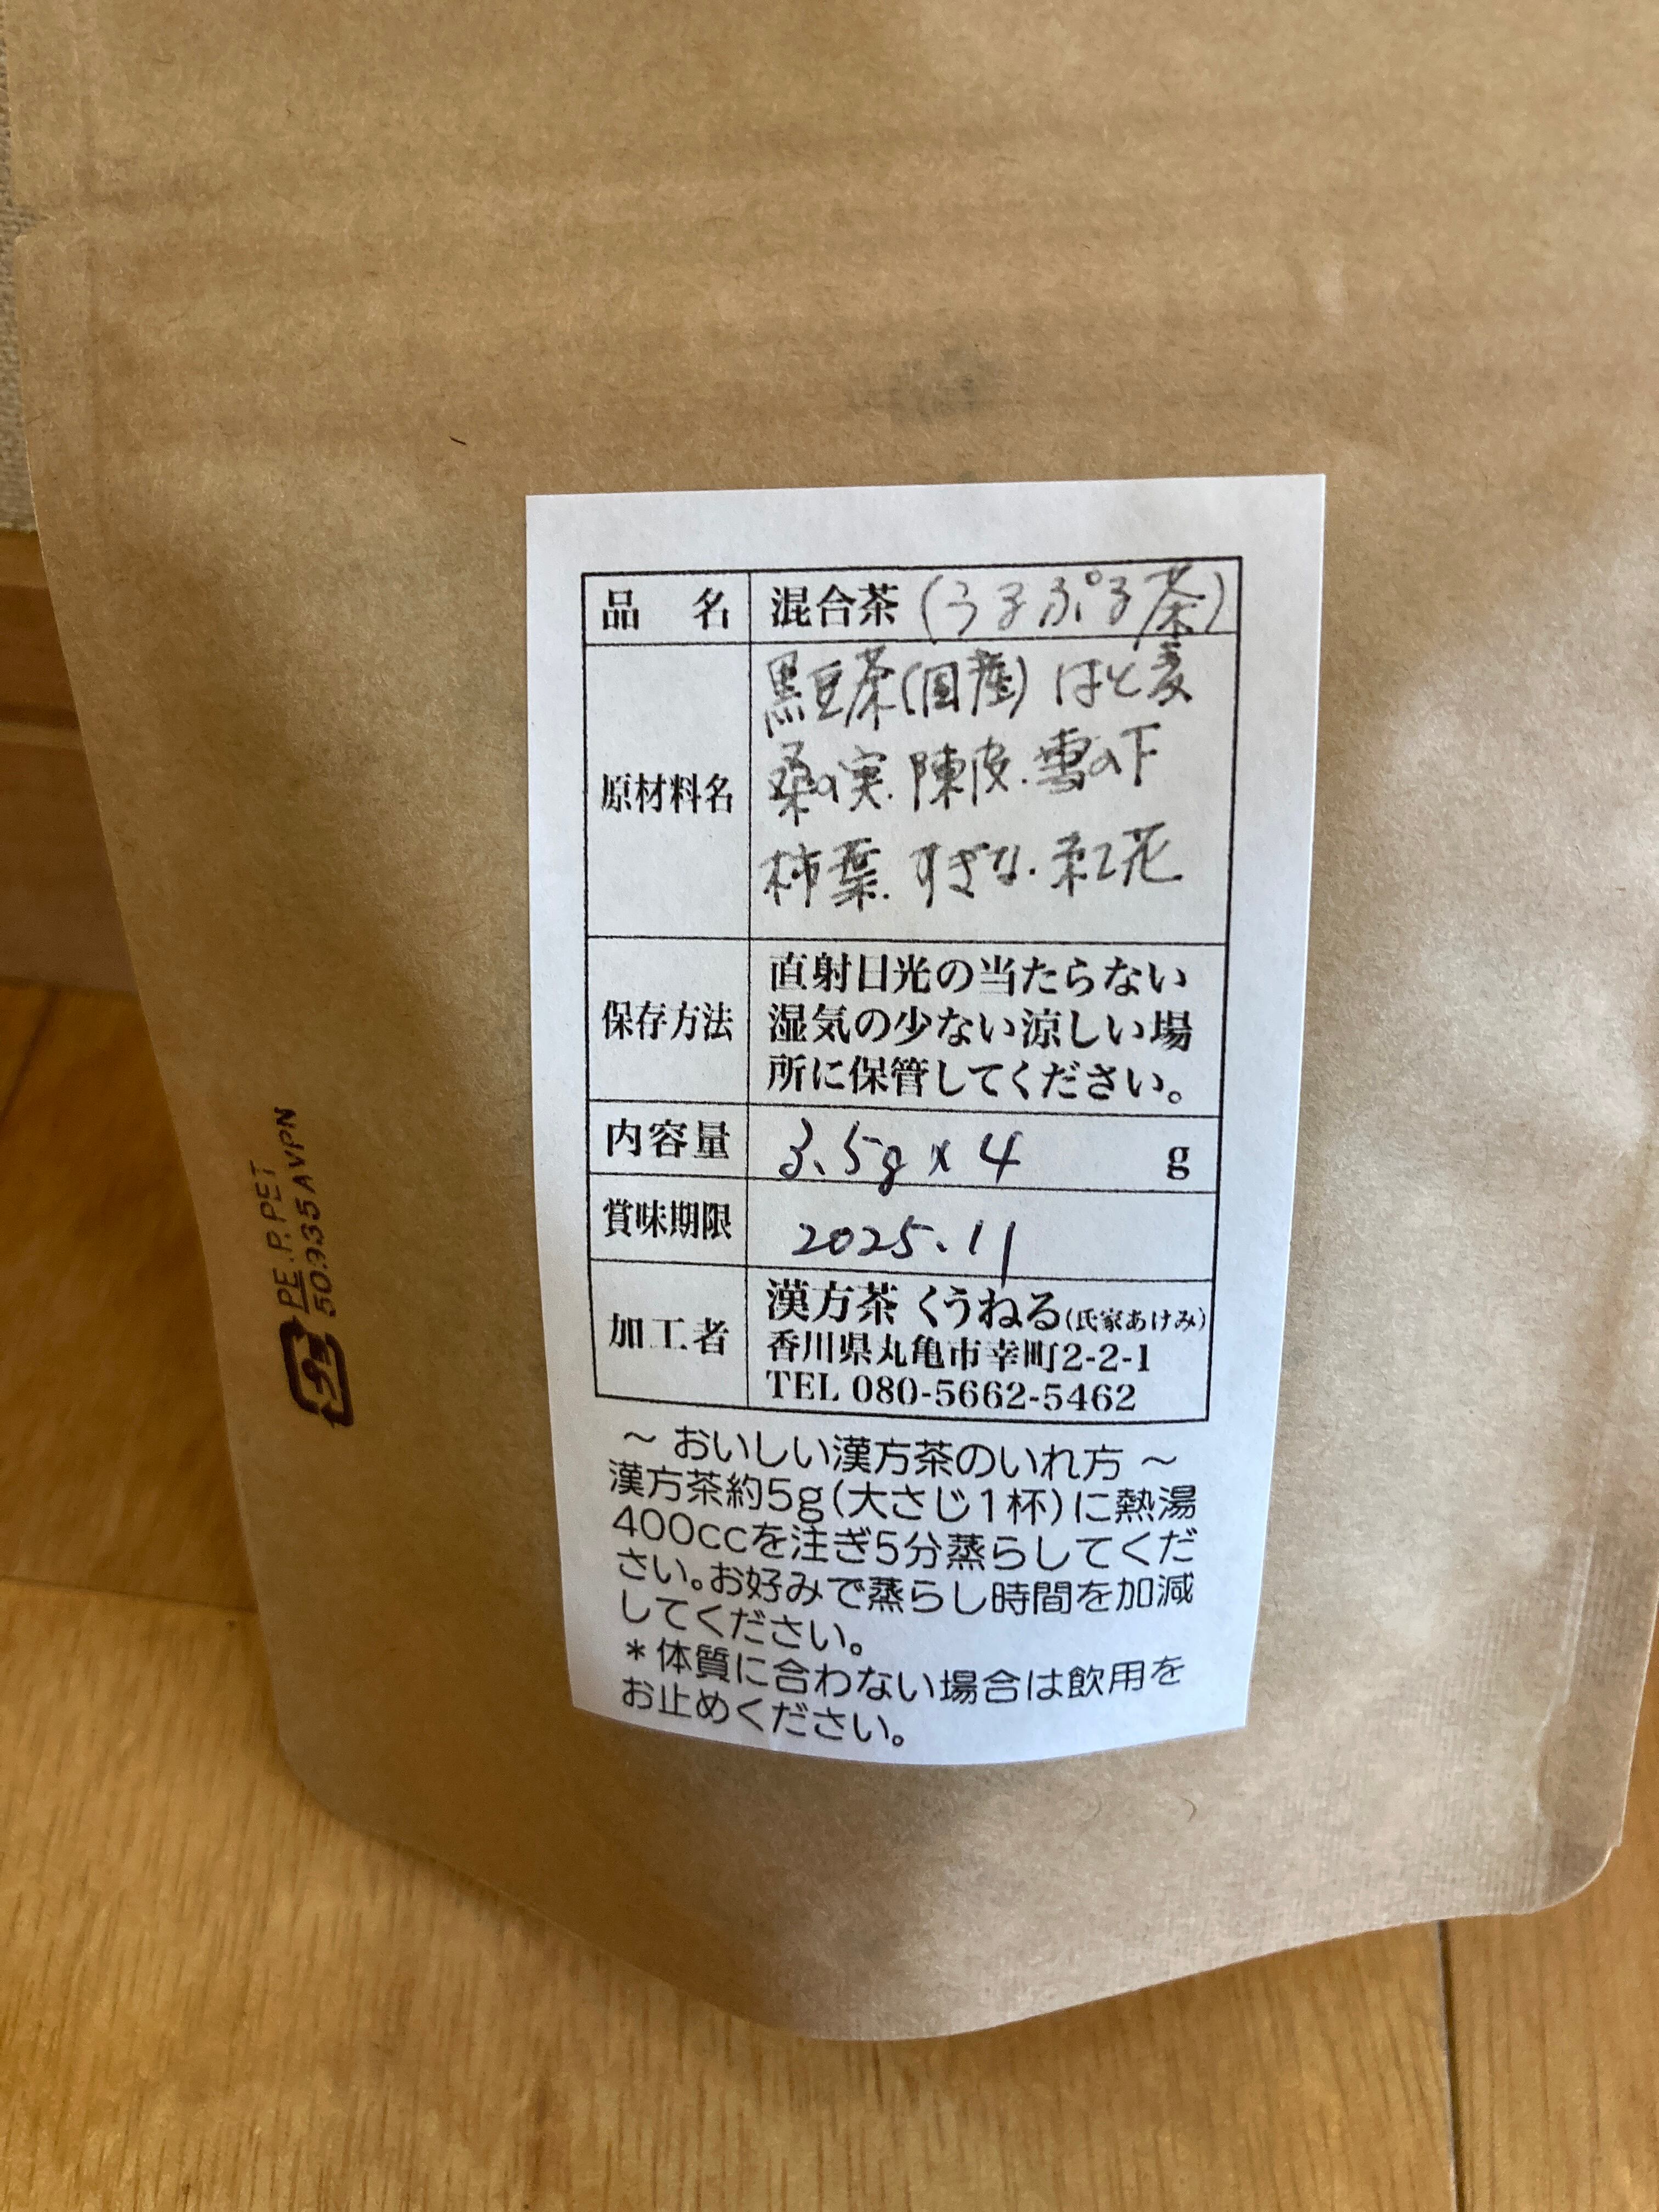 品名 混合茶 (うるぷる茶)
原材料名 黒豆茶(国産) はと麦
桑の実. 陳皮. 雪の下
柿葉. すぎな. 紅花
保存方法 直射日光の当たらない
湿気の少ない涼しい場
所に保管してください。
内容量 3.5g×4 g
賞味期限 2025.11
加工者 漢方茶 くうねる(氏家あけみ)
香川県丸亀市幸町2-2-1
TEL 080-5662-5462
～ おいしい漢方茶のいれ方 ～
漢方茶約5g(大さじ1杯)に熱湯
400ccを注ぎ5分蒸らしてくだ
さい。お好みで蒸らし時間を加減
してください。
＊体質に合わない場合は飲用を
お止めください。
PE.P.PET
50.935AVPN